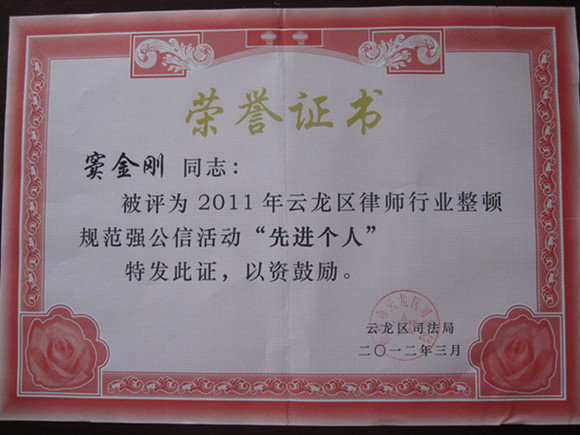 荣誉证书
窦金刚 同志：
被评为 2011 年云龙区律师行业整顿
规范强公信活动“先进个人”
特发此证，以资鼓励。
云龙区司法局
二〇一二年三月